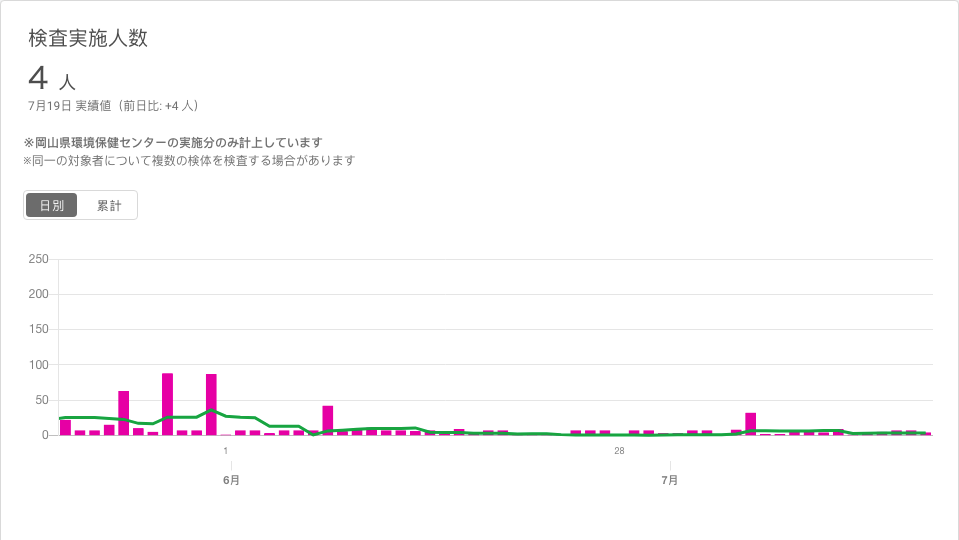 検査実施人数
4 人
7月19日 実績値（前日比: +4 人）
※岡山県環境保健センターの実施分のみ計上しています
※同一の対象者について複数の検体を検査する場合があります
日別 累計
250
200
150
100
50
0
1 28
6月 7月